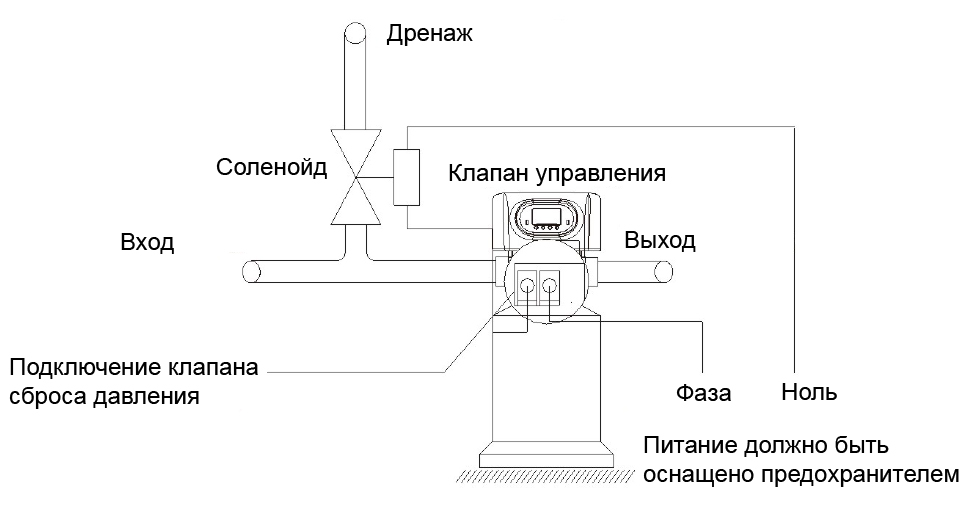 Дренаж
Соленойд
Клапан управления
Вход
Выход
Подключение клапана
сброса давления
Фаза
Ноль
Питание должно быть
оснащено предохранителем